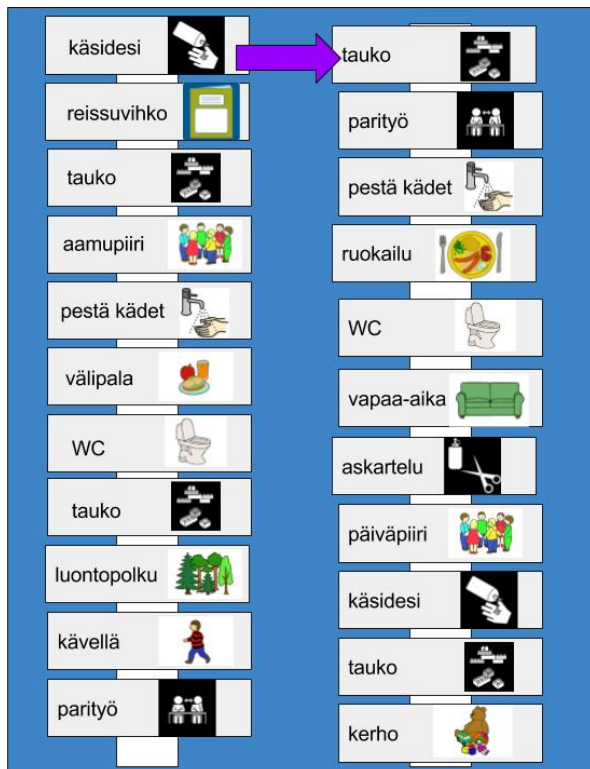 käsidesi
reissuvihko
tauko
aamupiiri
pestä kädet
välipala
WC
tauko
luontopolku
kävellä
parityö
tauko
parityö
pestä kädet
ruokailu
WC
vapaa-aika
askartelu
päiväpiiri
käsidesi
tauko
kerho